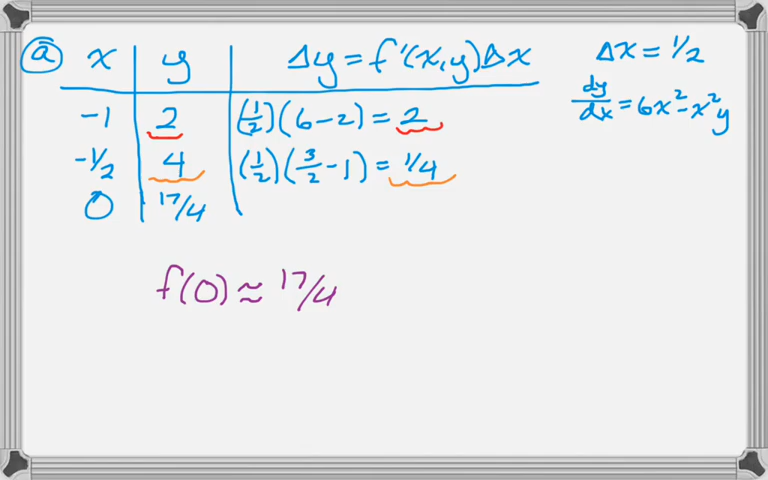 ⓐ x y Δy = f'(x,y)Δx Δx = 1/2
-1 2 (1/2)(6-2) = 2 dy/dx = 6x² - x²y
-1/2 4 (1/2)(3/2 - 1) = 1/4
0 17/4
f(0) ≈ 17/4